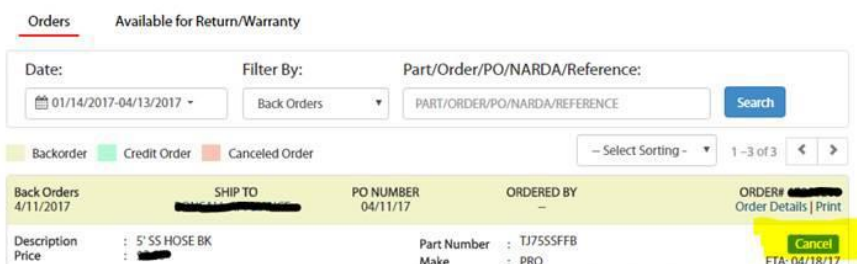 Orders Available for Return/Warranty
Date: Filter By: Part/Order/PO/NARDA/Reference:
01/14/2017-04/13/2017 Back Orders PART/ORDER/PO/NARDA/REFERENCE Search
Backorder Credit Order Canceled Order -- Select Sorting - 1 -3 of 3 < >
Back Orders SHIP TO PO NUMBER ORDERED BY ORDER#
4/11/2017 04/11/17 -- Order Details | Print
Description : 5' SS HOSE BK Part Number : TJ75SSFFB Cancel
Price : Make : PRO ETA: 04/18/17